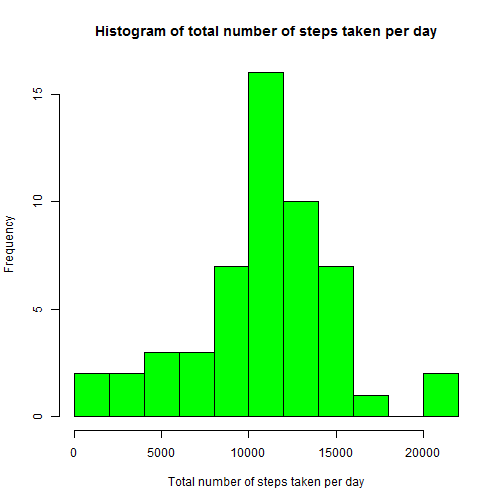 Histogram of total number of steps taken per day
Frequency
15
10
5
0
0 5000 10000 15000 20000
Total number of steps taken per day